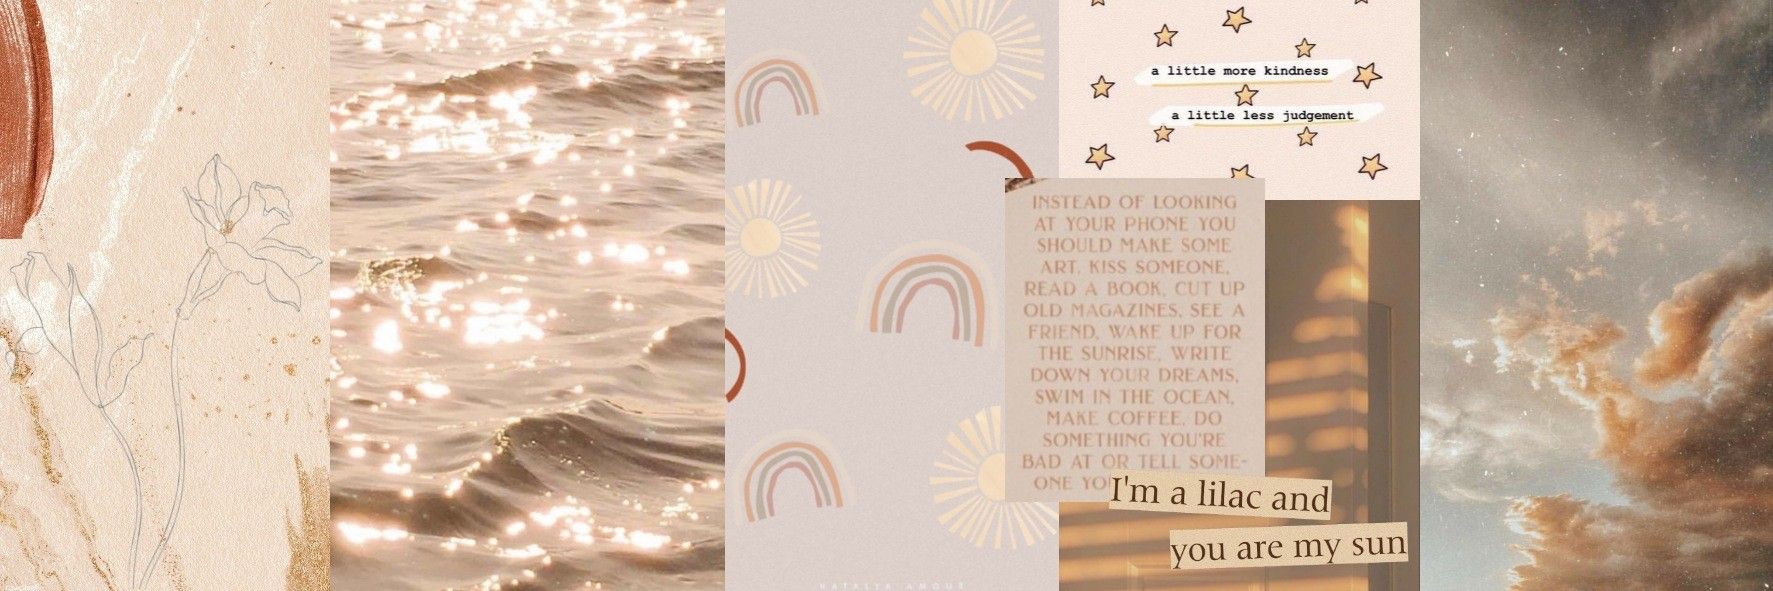 a little more kindness
a little less judgement
INSTEAD OF LOOKING
AT YOUR PHONE YOU
SHOULD MAKE SOME
ART, KISS SOMEONE,
READ A BOOK, CUT UP
OLD MAGAZINES, SEE A
FRIEND, WAKE UP FOR
THE SUNRISE, WRITE
DOWN YOUR DREAMS,
SWIM IN THE OCEAN,
MAKE COFFEE, DO
SOMETHING YOU'RE
BAD AT OR TELL SOME-
ONE YO
I'm a lilac and
you are my sun
NATALYA AMOUR